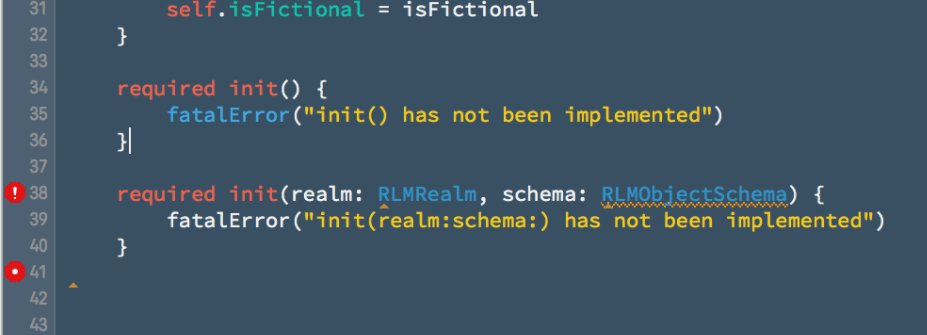 31 self.isFictional = isFictional
32 }
33
34 required init() {
35 fatalError("init() has not been implemented")
36 }
37
38 required init(realm: RLMRealm, schema: RLMObjectSchema) {
39 fatalError("init(realm:schema:) has not been implemented")
40 }
41
42
43